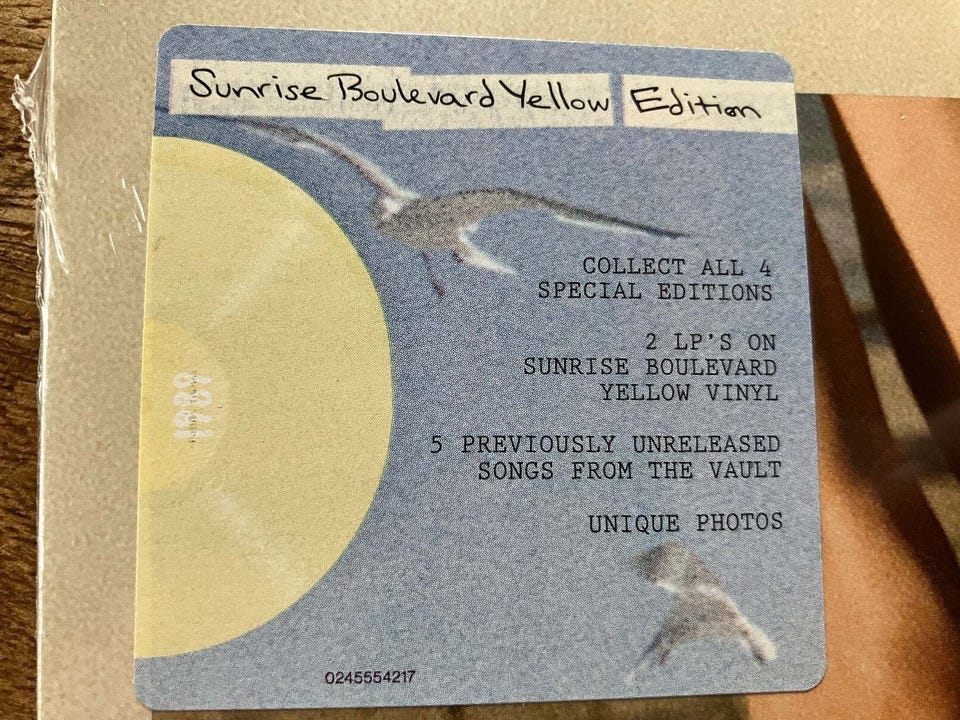 Sunrise Boulevard Yellow Edition
COLLECT ALL 4
SPECIAL EDITIONS
2 LP'S ON
SUNRISE BOULEVARD
YELLOW VINYL
5 PREVIOUSLY UNRELEASED
SONGS FROM THE VAULT
UNIQUE PHOTOS
1989
0245554217